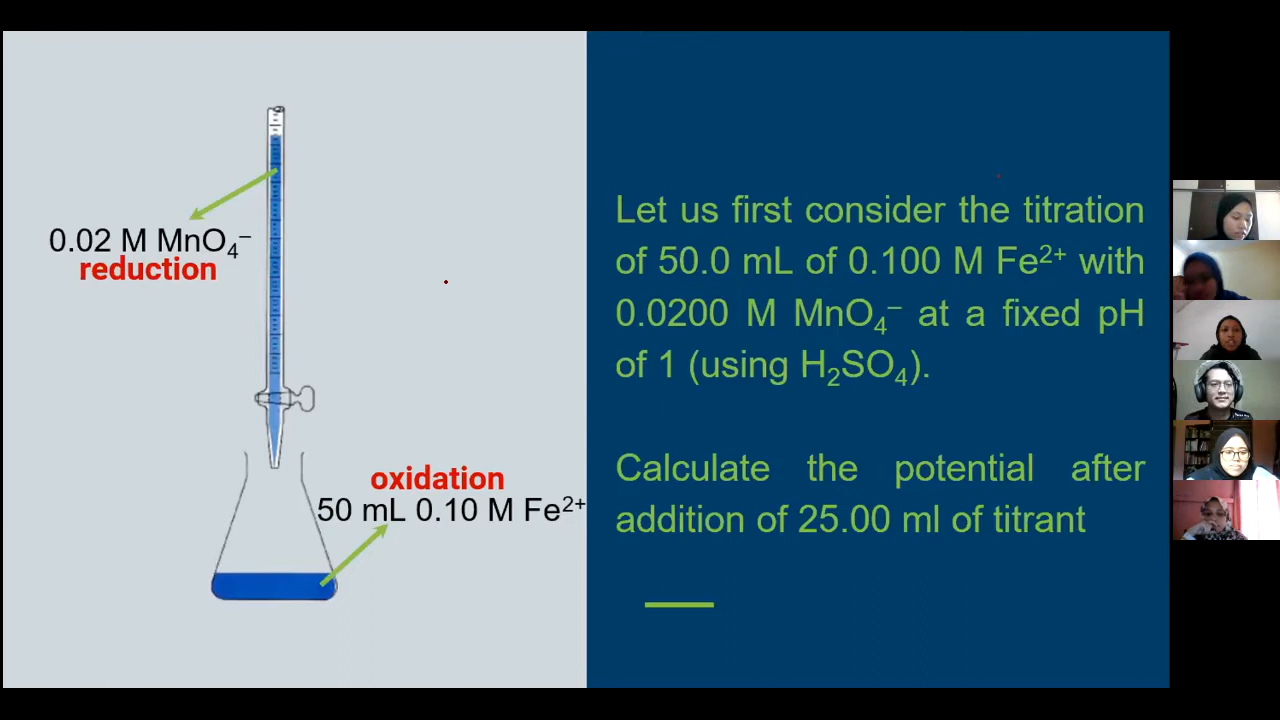 0.02 M MnO₄⁻
reduction
oxidation
50 mL 0.10 M Fe²⁺
Let us first consider the titration
of 50.0 mL of 0.100 M Fe²⁺ with
0.0200 M MnO₄⁻ at a fixed pH
of 1 (using H₂SO₄).
Calculate the potential after
addition of 25.00 ml of titrant